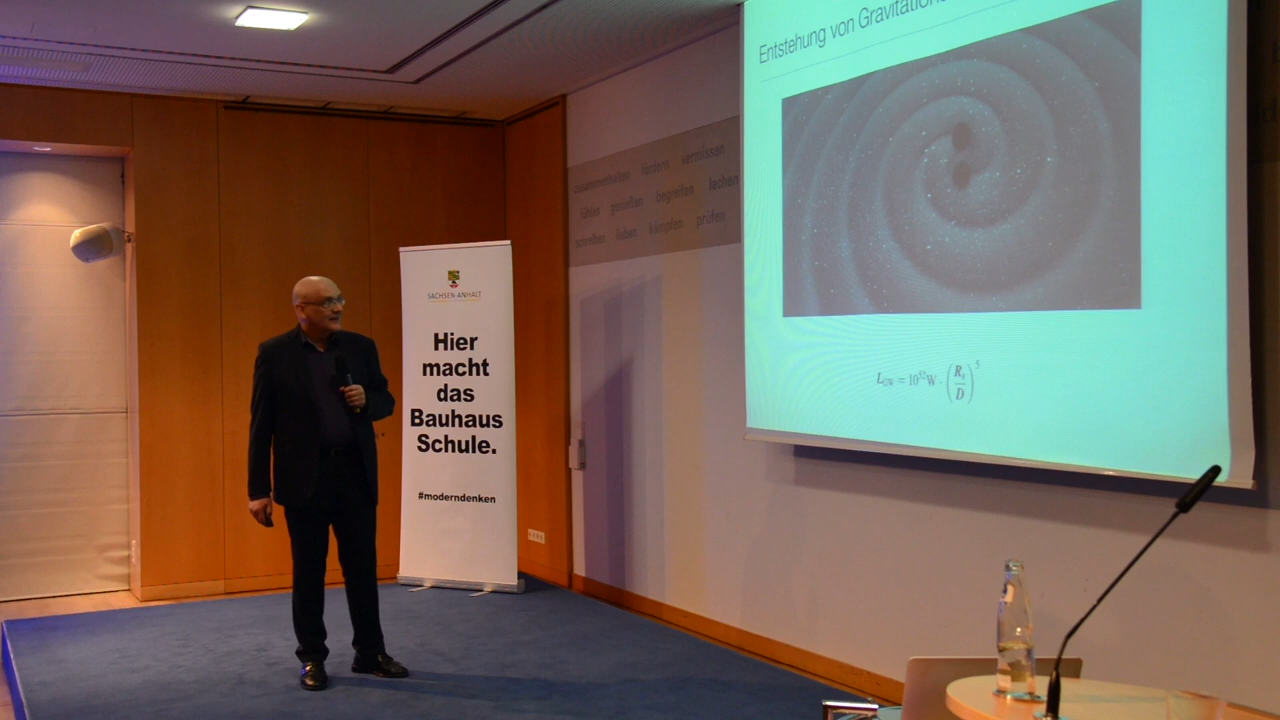 Entstehung von Gravitations
L_GW = 10^52 W · (R_s/D)^5
zusammenhalten fördern vermissen
fühlen genießen begreifen lachen
schreiben lieben kämpfen prüfen
SACHSEN-ANHALT
Hier
macht
das
Bauhaus
Schule.
#moderndenken